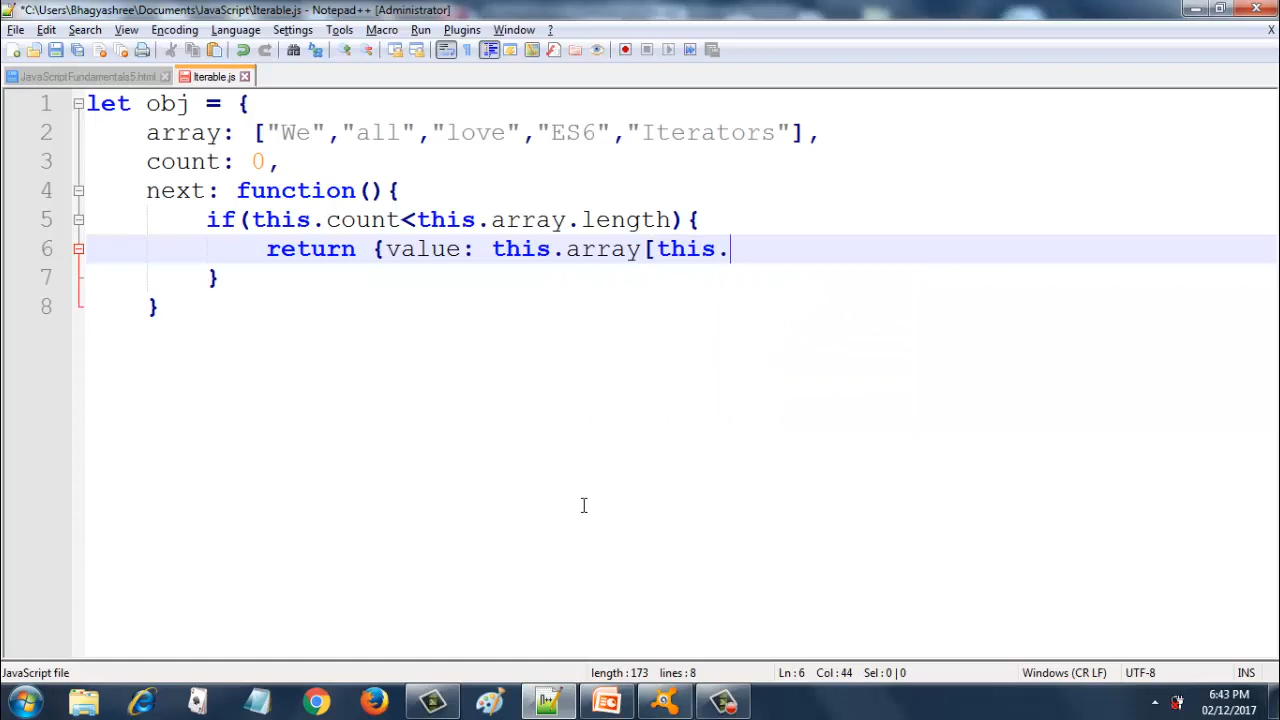 *C:\Users\Bhagyashree\Documents\JavaScript\Iterable.js - Notepad++ [Administrator]
File Edit Search View Encoding Language Settings Tools Macro Run Plugins Window ? X
JavaScriptFundamentals5.html Iterable.js
1 let obj = {
2 array: ["We","all","love","ES6","Iterators"],
3 count: 0,
4 next: function(){
5 if(this.count<this.array.length){
6 return {value: this.array[this.
7 }
8 }
JavaScript file length : 173 lines : 8 Ln : 6 Col : 44 Sel : 0 | 0 Windows (CR LF) UTF-8 INS
6:43 PM
02/12/2017